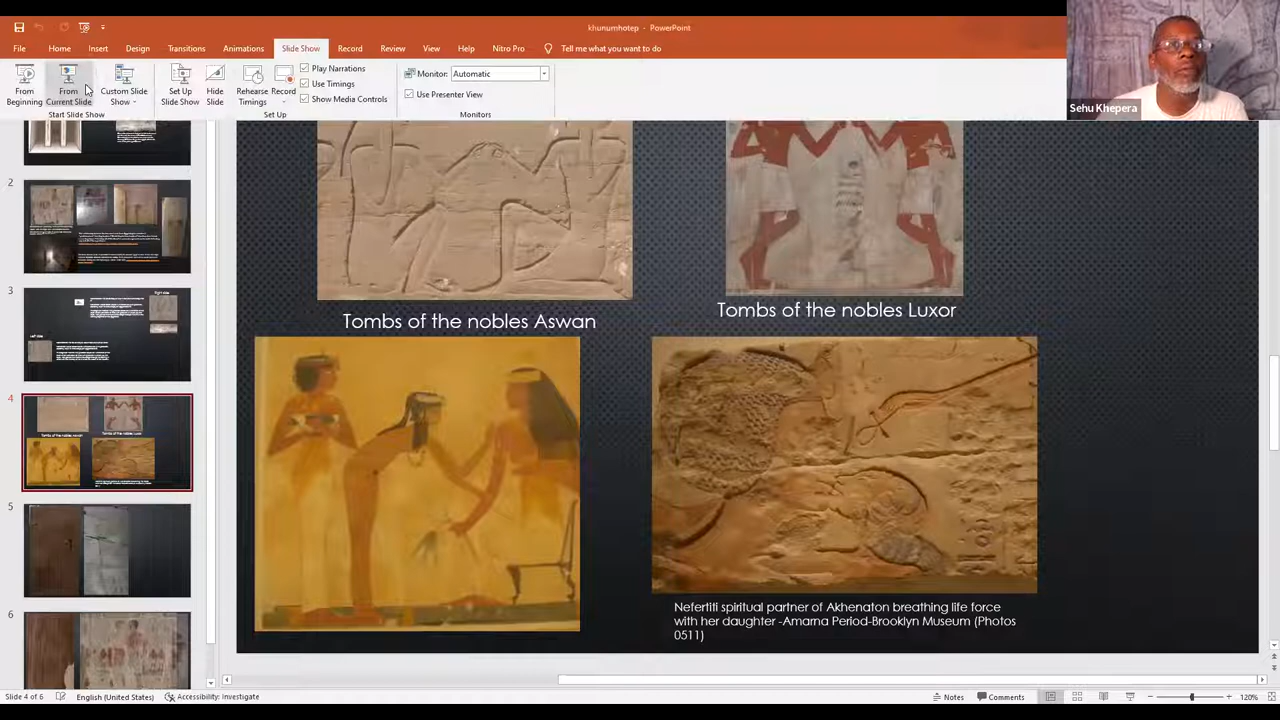 khunumhotep - PowerPoint
File Home Insert Design Transitions Animations Slide Show Record Review View Help Nitro Pro Tell me what you want to do
From Beginning
From Current Slide
Custom Slide Show
Set Up Slide Show
Hide Slide
Rehearse Timings
Record
Play Narrations
Use Timings
Show Media Controls
Monitor: Automatic
Use Presenter View
Start Slide Show
Set Up
Monitors
Sehu Khepera
2
3
4
5
6
Tombs of the nobles Aswan
Tombs of the nobles Luxor
Nefertiti spiritual partner of Akhenaton breathing life force
with her daughter -Amarna Period-Brooklyn Museum (Photos
0511)
Slide 4 of 6 English (United States) Accessibility: Investigate Notes Comments 120%